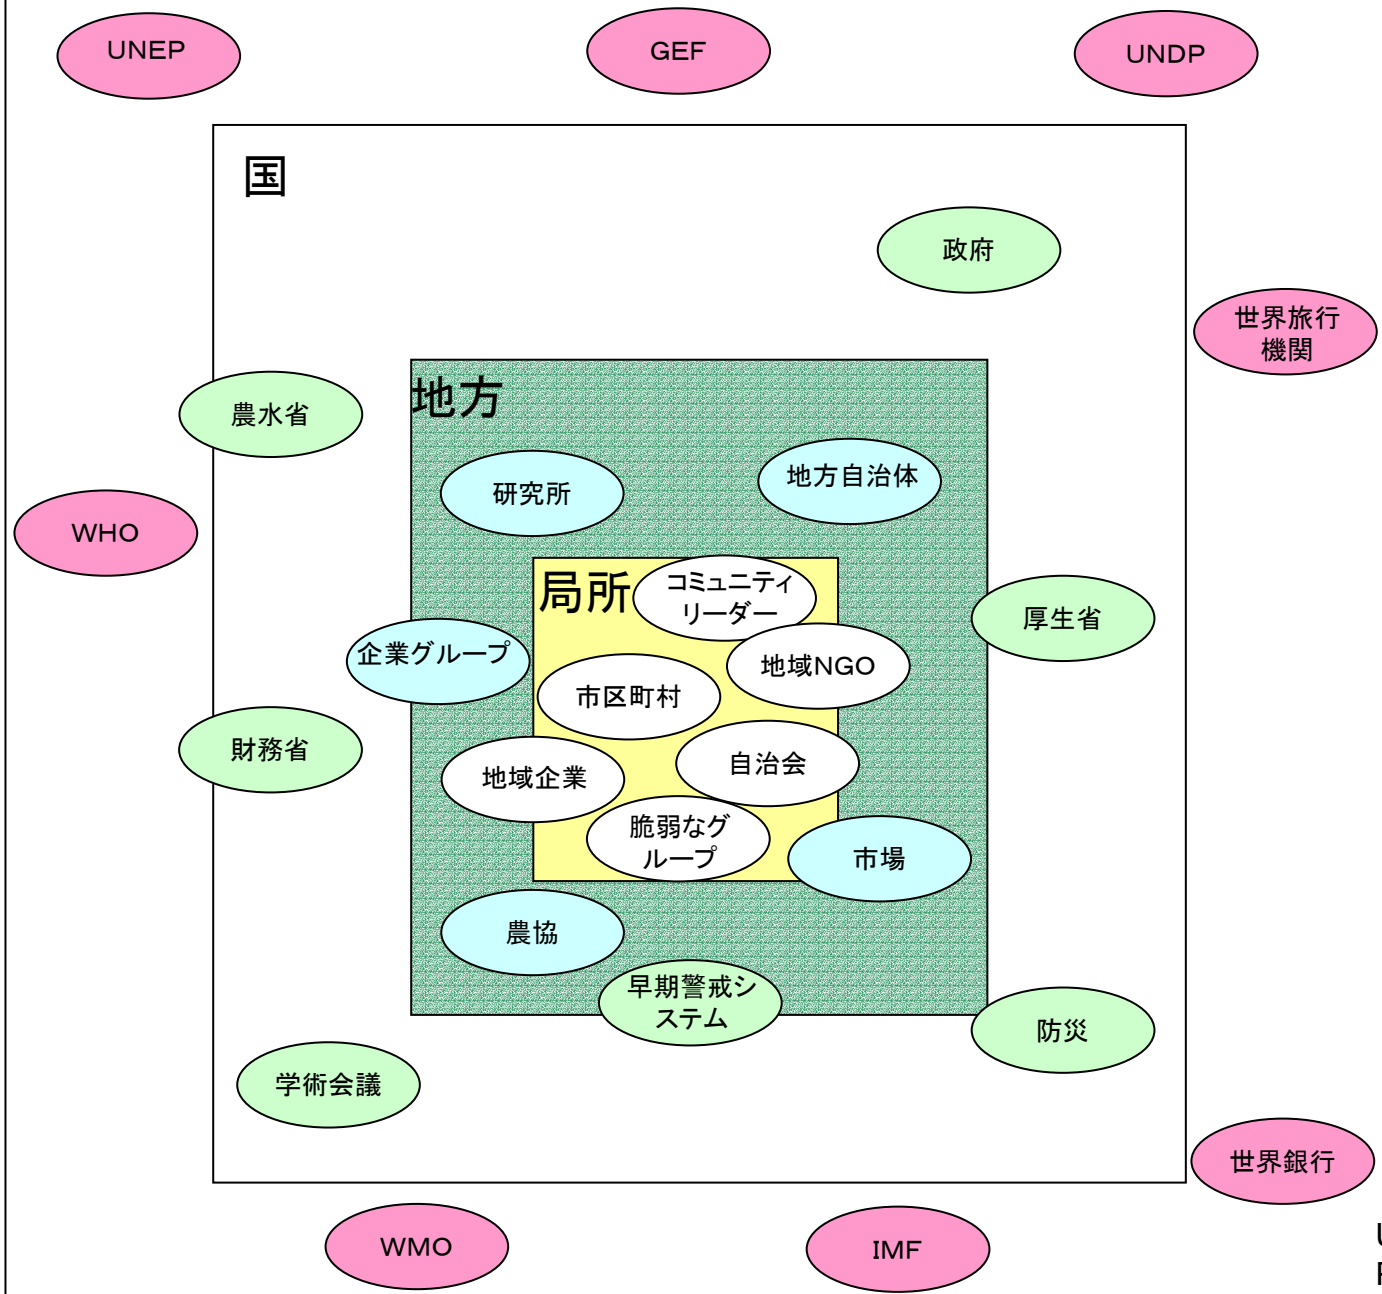 UNEP
GEF
UNDP
国
政府
世界旅行
機関
農水省
地方
研究所
地方自治体
WHO
局所
コミュニティ
リーダー
厚生省
企業グループ
地域NGO
市区町村
財務省
地域企業
自治会
脆弱なグ
ループ
市場
農協
早期警戒シ
ステム
防災
学術会議
世界銀行
WMO
IMF